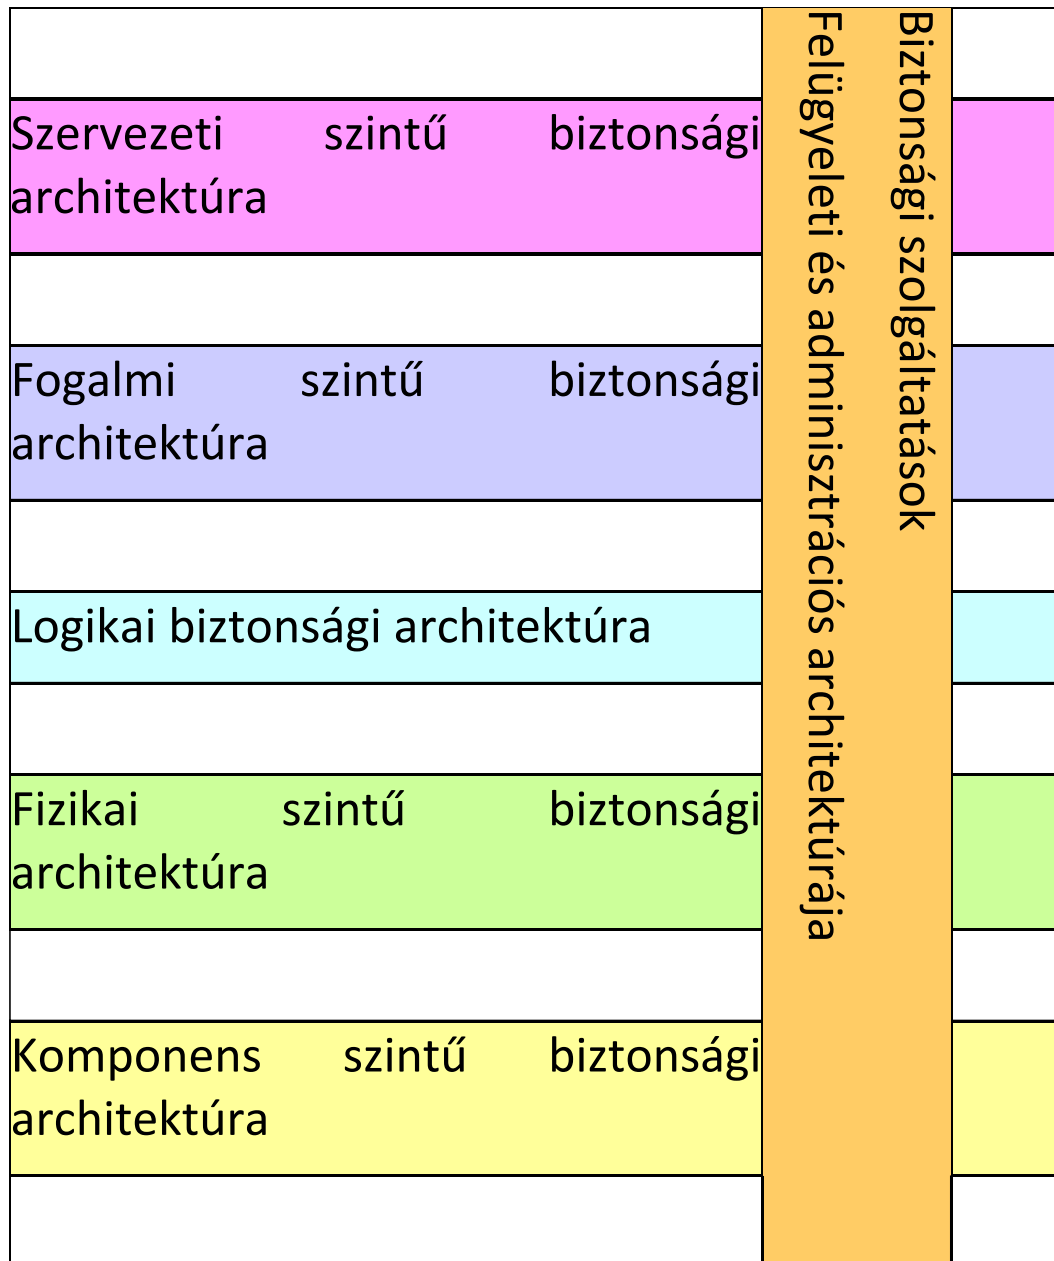 Szervezeti szintű biztonsági
architektúra
Fogalmi szintű biztonsági
architektúra
Logikai biztonsági architektúra
Fizikai szintű biztonsági
architektúra
Komponens szintű biztonsági
architektúra
Biztonsági szolgáltatások
Felügyeleti és adminisztrációs architektúrája